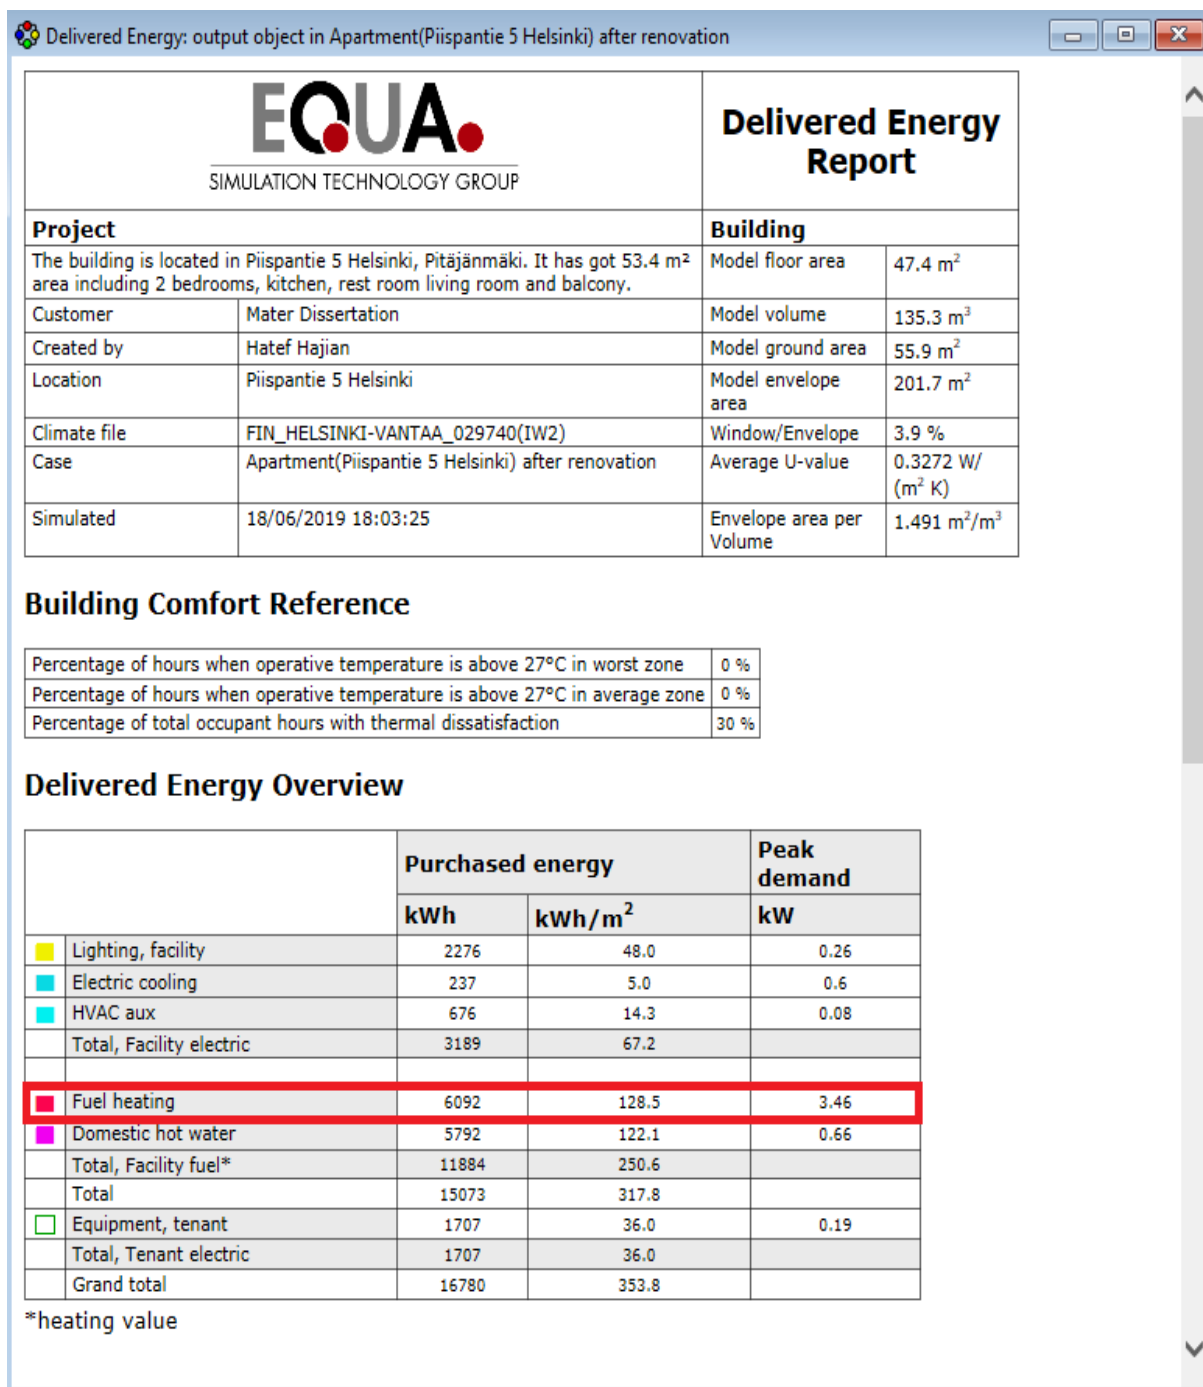 Delivered Energy: output object in Apartment(Piispantie 5 Helsinki) after renovation
EQUA.
SIMULATION TECHNOLOGY GROUP
Delivered Energy
Report
Project
Building
The building is located in Piispantie 5 Helsinki, Pitäjänmäki. It has got 53.4 m²
area including 2 bedrooms, kitchen, rest room living room and balcony.
Model floor area 47.4 m²
Customer Mater Dissertation Model volume 135.3 m³
Created by Hatef Hajian Model ground area 55.9 m²
Location Piispantie 5 Helsinki Model envelope
area 201.7 m²
Climate file FIN_HELSINKI-VANTAA_029740(IW2) Window/Envelope 3.9 %
Case Apartment(Piispantie 5 Helsinki) after renovation Average U-value 0.3272 W/
(m² K)
Simulated 18/06/2019 18:03:25 Envelope area per
Volume 1.491 m²/m³
Building Comfort Reference
Percentage of hours when operative temperature is above 27°C in worst zone 0 %
Percentage of hours when operative temperature is above 27°C in average zone 0 %
Percentage of total occupant hours with thermal dissatisfaction 30 %
Delivered Energy Overview
Purchased energy Peak
demand
kWh kWh/m² kW
Lighting, facility 2276 48.0 0.26
Electric cooling 237 5.0 0.6
HVAC aux 676 14.3 0.08
Total, Facility electric 3189 67.2
Fuel heating 6092 128.5 3.46
Domestic hot water 5792 122.1 0.66
Total, Facility fuel* 11884 250.6
Total 15073 317.8
Equipment, tenant 1707 36.0 0.19
Total, Tenant electric 1707 36.0
Grand total 16780 353.8
*heating value